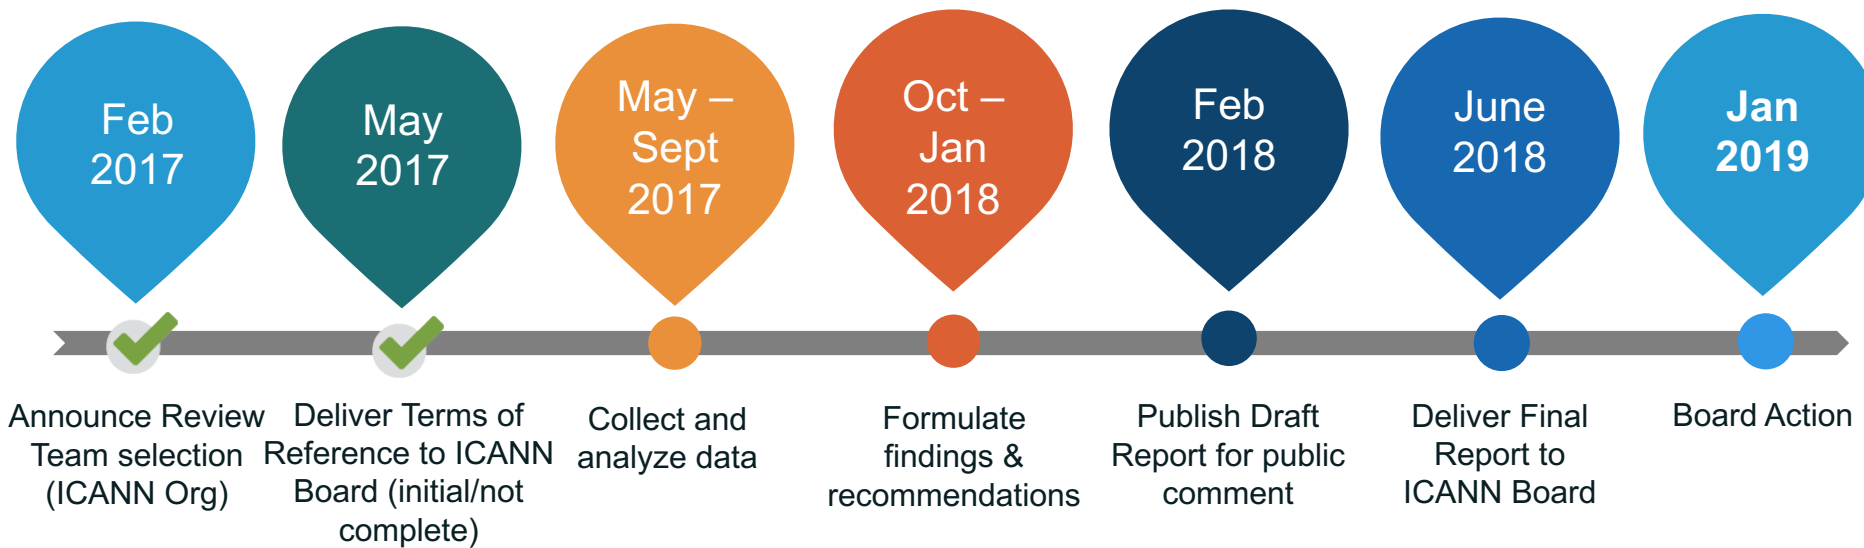 Feb
2017
May
2017
May –
Sept
2017
Oct –
Jan
2018
Feb
2018
June
2018
Jan
2019
Announce Review
Team selection
(ICANN Org)
Deliver Terms of
Reference to ICANN
Board (initial/not
complete)
Collect and
analyze data
Formulate
findings &
recommendations
Publish Draft
Report for public
comment
Deliver Final
Report to
ICANN Board
Board Action